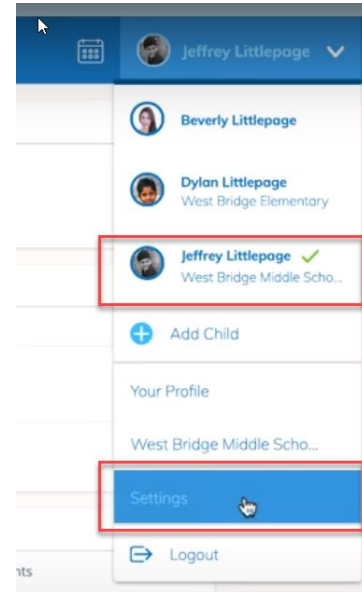 Jeffrey Littlepage
Beverly Littlepage
Dylan Littlepage
West Bridge Elementary
Jeffrey Littlepage
West Bridge Middle Scho...
Add Child
Your Profile
West Bridge Middle Scho...
Settings
Logout
nts